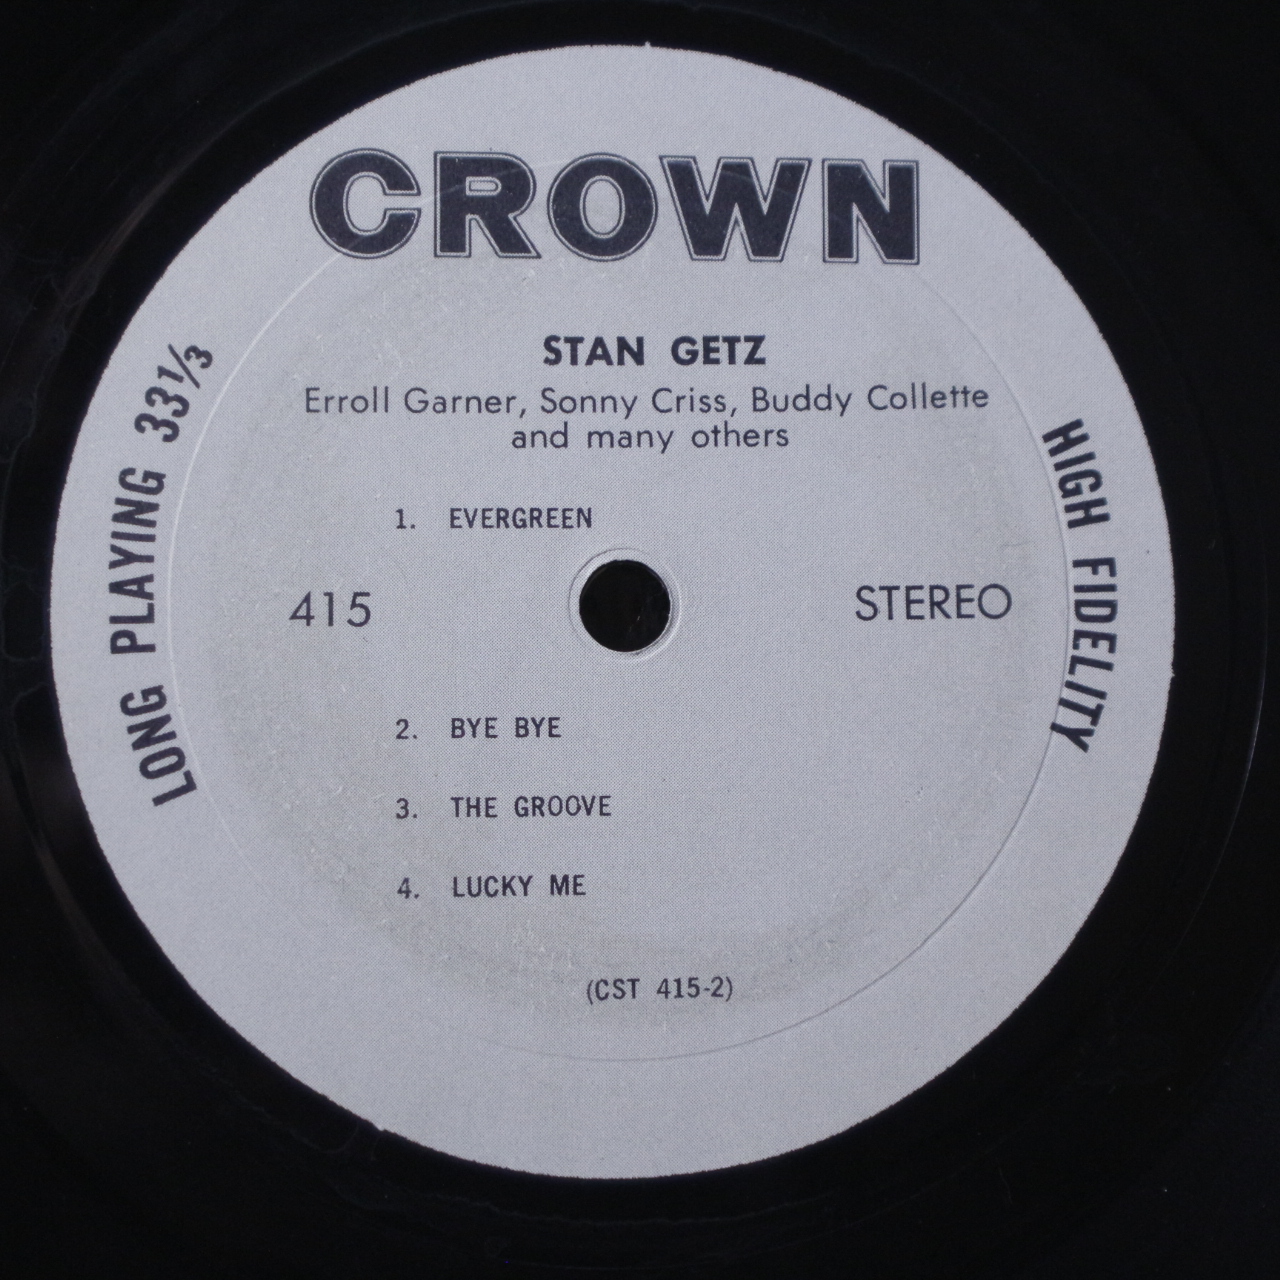 CROWN
STAN GETZ
Erroll Garner, Sonny Criss, Buddy Collette
and many others
LONG PLAYING 33⅓
HIGH FIDELITY
1. EVERGREEN
415
STEREO
2. BYE BYE
3. THE GROOVE
4. LUCKY ME
(CST 415-2)